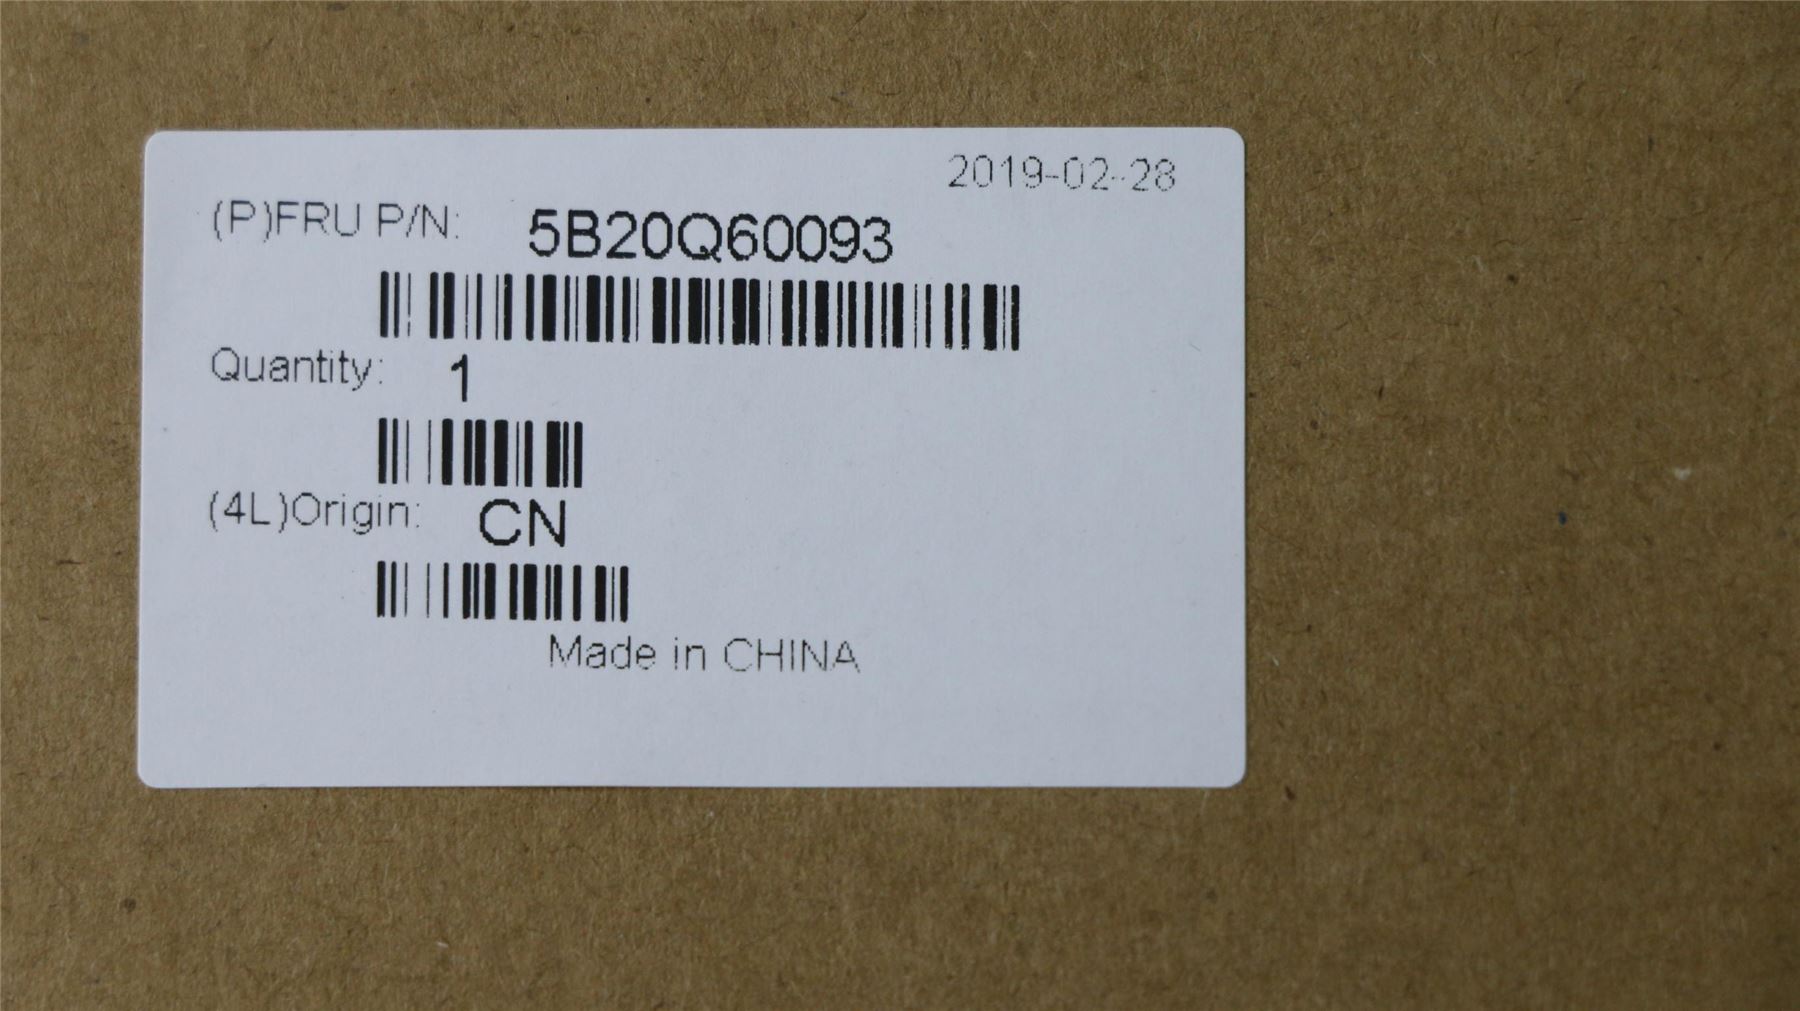 2019-02-28
(P)FRU P/N: 5B20Q60093
Quantity: 1
(4L)Origin: CN
Made in CHINA